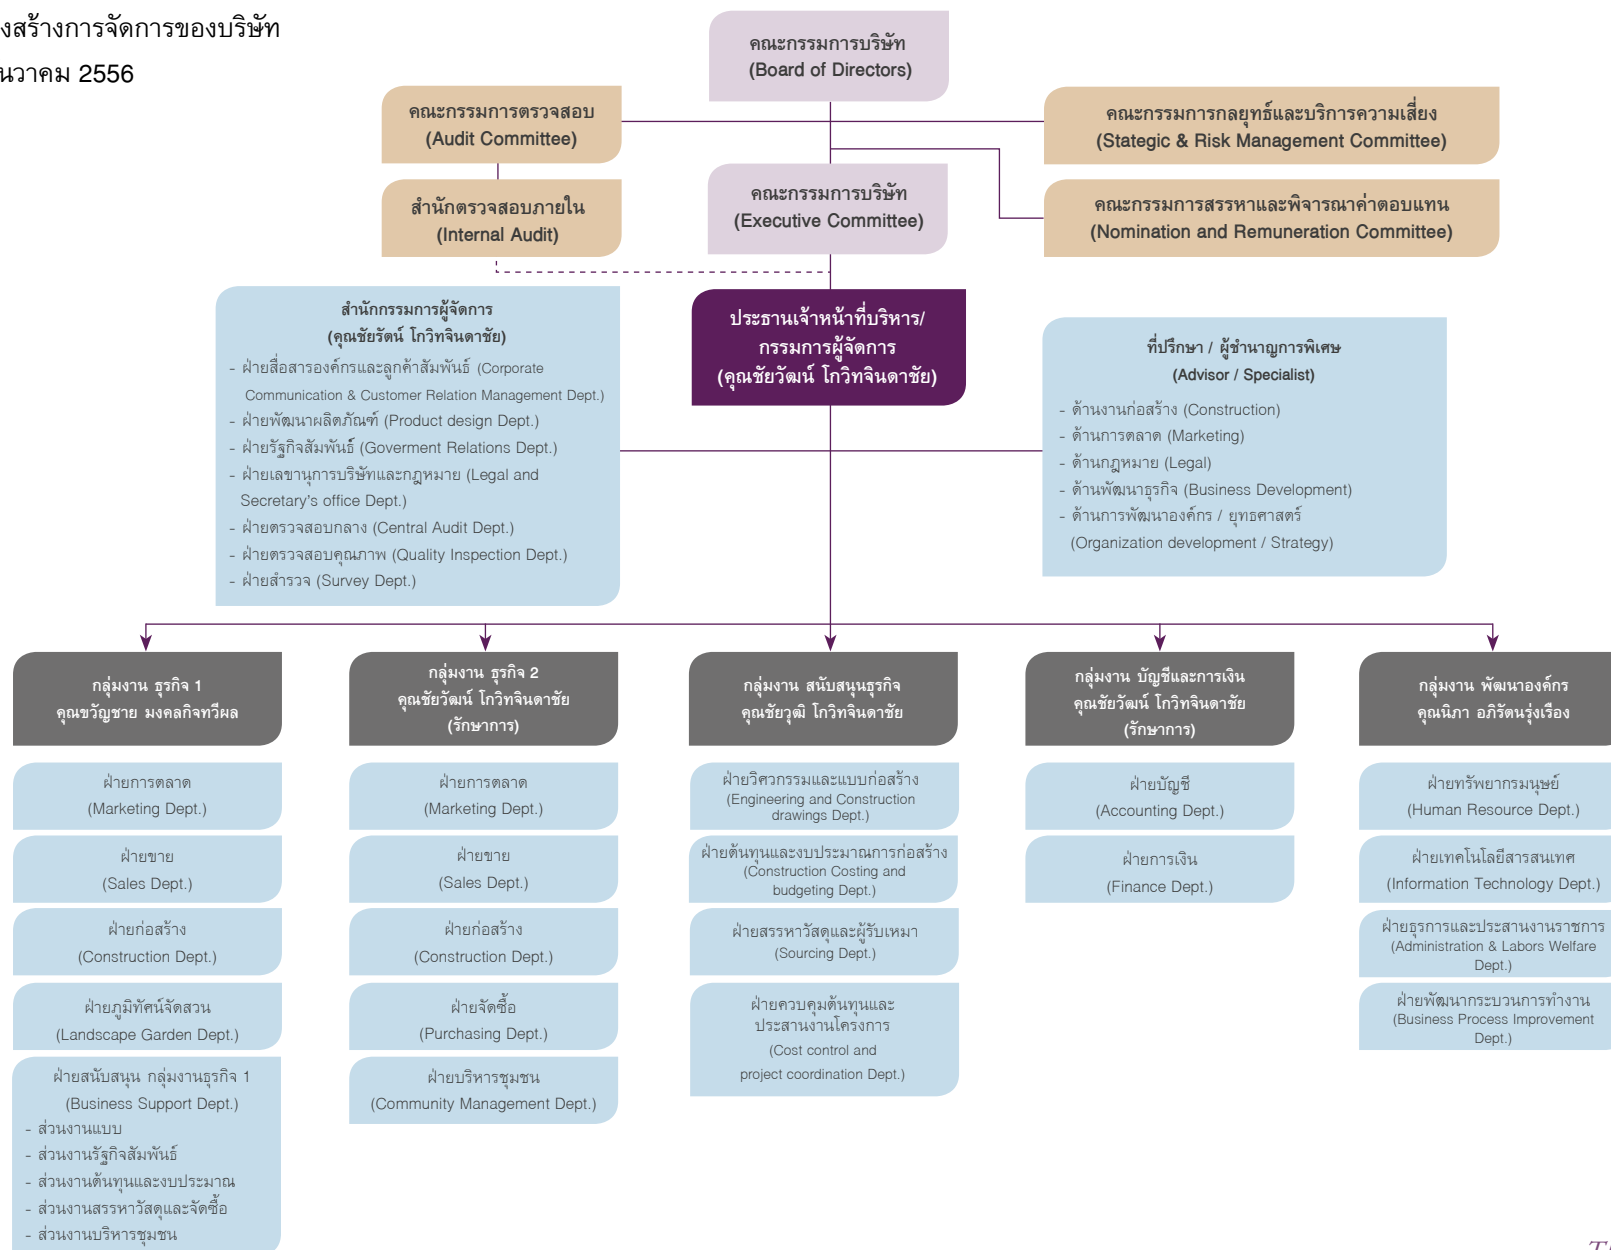 งสร้างการจัดการของบริษัท
นวาคม 2556
คณะกรรมการบริษัท
(Board of Directors)
คณะกรรมการตรวจสอบ
(Audit Committee)
คณะกรรมการกลยุทธ์และบริการความเสี่ยง
(Stategic & Risk Management Committee)
สำนักตรวจสอบภายใน
(Internal Audit)
คณะกรรมการบริษัท
(Executive Committee)
คณะกรรมการสรรหาและพิจารณาค่าตอบแทน
(Nomination and Remuneration Committee)
สำนักกรรมการผู้จัดการ
(คุณชัยรัตน์ โกวิทจินดาชัย)
- ฝ่ายสื่อสารองค์กรและลูกค้าสัมพันธ์ (Corporate
Communication & Customer Relation Management Dept.)
- ฝ่ายพัฒนาผลิตภัณฑ์ (Product design Dept.)
- ฝ่ายรัฐกิจสัมพันธ์ (Goverment Relations Dept.)
- ฝ่ายเลขานุการบริษัทและกฎหมาย (Legal and
Secretary's office Dept.)
- ฝ่ายตรวจสอบกลาง (Central Audit Dept.)
- ฝ่ายตรวจสอบคุณภาพ (Quality Inspection Dept.)
- ฝ่ายสำรวจ (Survey Dept.)
ประธานเจ้าหน้าที่บริหาร/
กรรมการผู้จัดการ
(คุณชัยวัฒน์ โกวิทจินดาชัย)
ที่ปรึกษา / ผู้ชำนาญการพิเศษ
(Advisor / Specialist)
- ด้านงานก่อสร้าง (Construction)
- ด้านการตลาด (Marketing)
- ด้านกฎหมาย (Legal)
- ด้านพัฒนาธุรกิจ (Business Development)
- ด้านการพัฒนาองค์กร / ยุทธศาสตร์
(Organization development / Strategy)
กลุ่มงาน ธุรกิจ 1
คุณขวัญชาย มงคลกิจทวีผล
ฝ่ายการตลาด
(Marketing Dept.)
ฝ่ายขาย
(Sales Dept.)
ฝ่ายก่อสร้าง
(Construction Dept.)
ฝ่ายภูมิทัศน์จัดสวน
(Landscape Garden Dept.)
ฝ่ายสนับสนุน กลุ่มงานธุรกิจ 1
(Business Support Dept.)
- ส่วนงานแบบ
- ส่วนงานรัฐกิจสัมพันธ์
- ส่วนงานต้นทุนและงบประมาณ
- ส่วนงานสรรหาวัสดุและจัดซื้อ
- ส่วนงานบริหารชุมชน
กลุ่มงาน ธุรกิจ 2
คุณชัยวัฒน์ โกวิทจินดาชัย
(รักษาการ)
ฝ่ายการตลาด
(Marketing Dept.)
ฝ่ายขาย
(Sales Dept.)
ฝ่ายก่อสร้าง
(Construction Dept.)
ฝ่ายจัดซื้อ
(Purchasing Dept.)
ฝ่ายบริหารชุมชน
(Community Management Dept.)
กลุ่มงาน สนับสนุนธุรกิจ
คุณชัยวุฒิ โกวิทจินดาชัย
ฝ่ายวิศวกรรมและแบบก่อสร้าง
(Engineering and Construction
drawings Dept.)
ฝ่ายต้นทุนและงบประมาณการก่อสร้าง
(Construction Costing and
budgeting Dept.)
ฝ่ายสรรหาวัสดุและผู้รับเหมา
(Sourcing Dept.)
ฝ่ายควบคุมต้นทุนและ
ประสานงานโครงการ
(Cost control and
project coordination Dept.)
กลุ่มงาน บัญชีและการเงิน
คุณชัยวัฒน์ โกวิทจินดาชัย
(รักษาการ)
ฝ่ายบัญชี
(Accounting Dept.)
ฝ่ายการเงิน
(Finance Dept.)
กลุ่มงาน พัฒนาองค์กร
คุณนิภา อภิรัตนรุ่งเรือง
ฝ่ายทรัพยากรมนุษย์
(Human Resource Dept.)
ฝ่ายเทคโนโลยีสารสนเทศ
(Information Technology Dept.)
ฝ่ายธุรการและประสานงานราชการ
(Administration & Labors Welfare
Dept.)
ฝ่ายพัฒนากระบวนการทำงาน
(Business Process Improvement
Dept.)